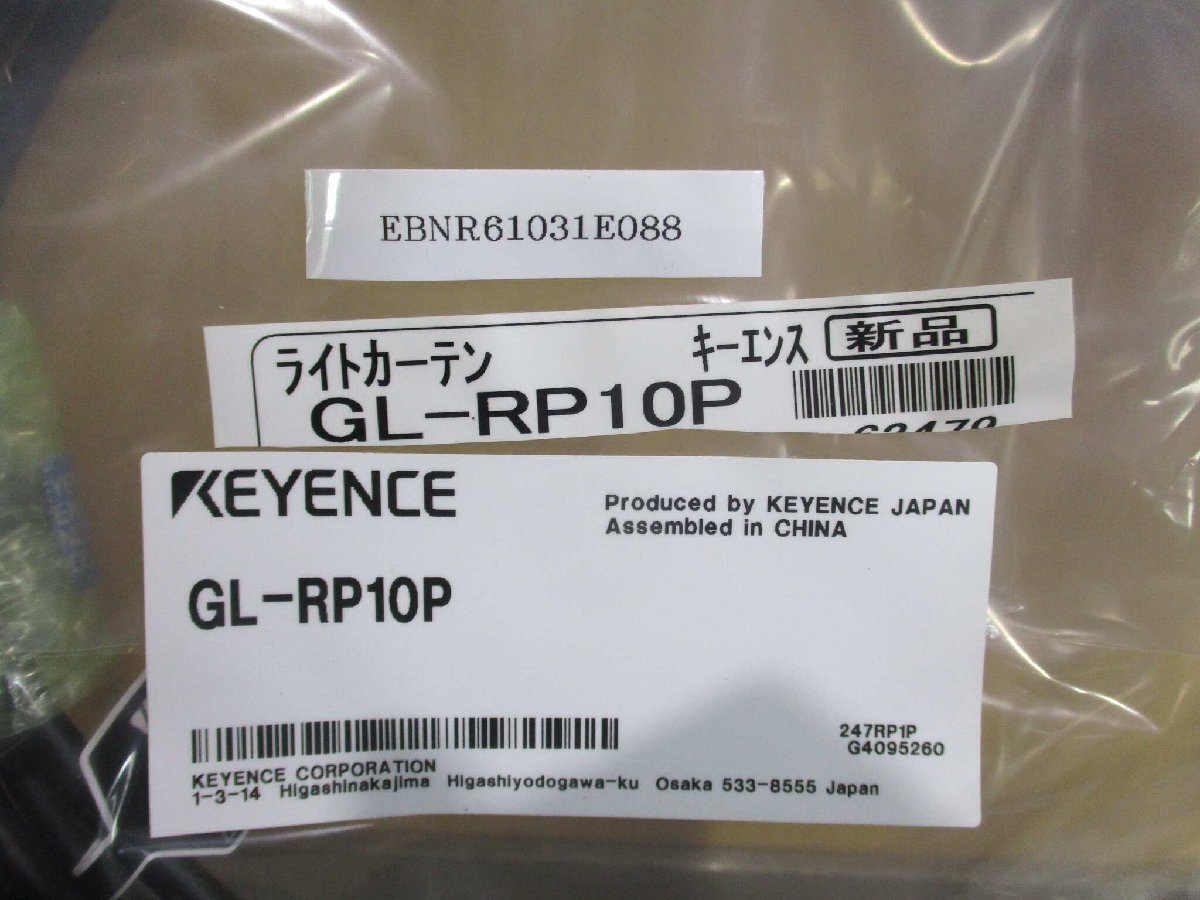 EBNR61031E088
ライトカーテン キーエンス 新品
GL-RP10P
KEYENCE
Produced by KEYENCE JAPAN
Assembled in CHINA
GL-RP10P
247RP1P
G4095260
KEYENCE CORPORATION
1-3-14 Higashinakajima Higashiyodogawa-ku Osaka 533-8555 Japan